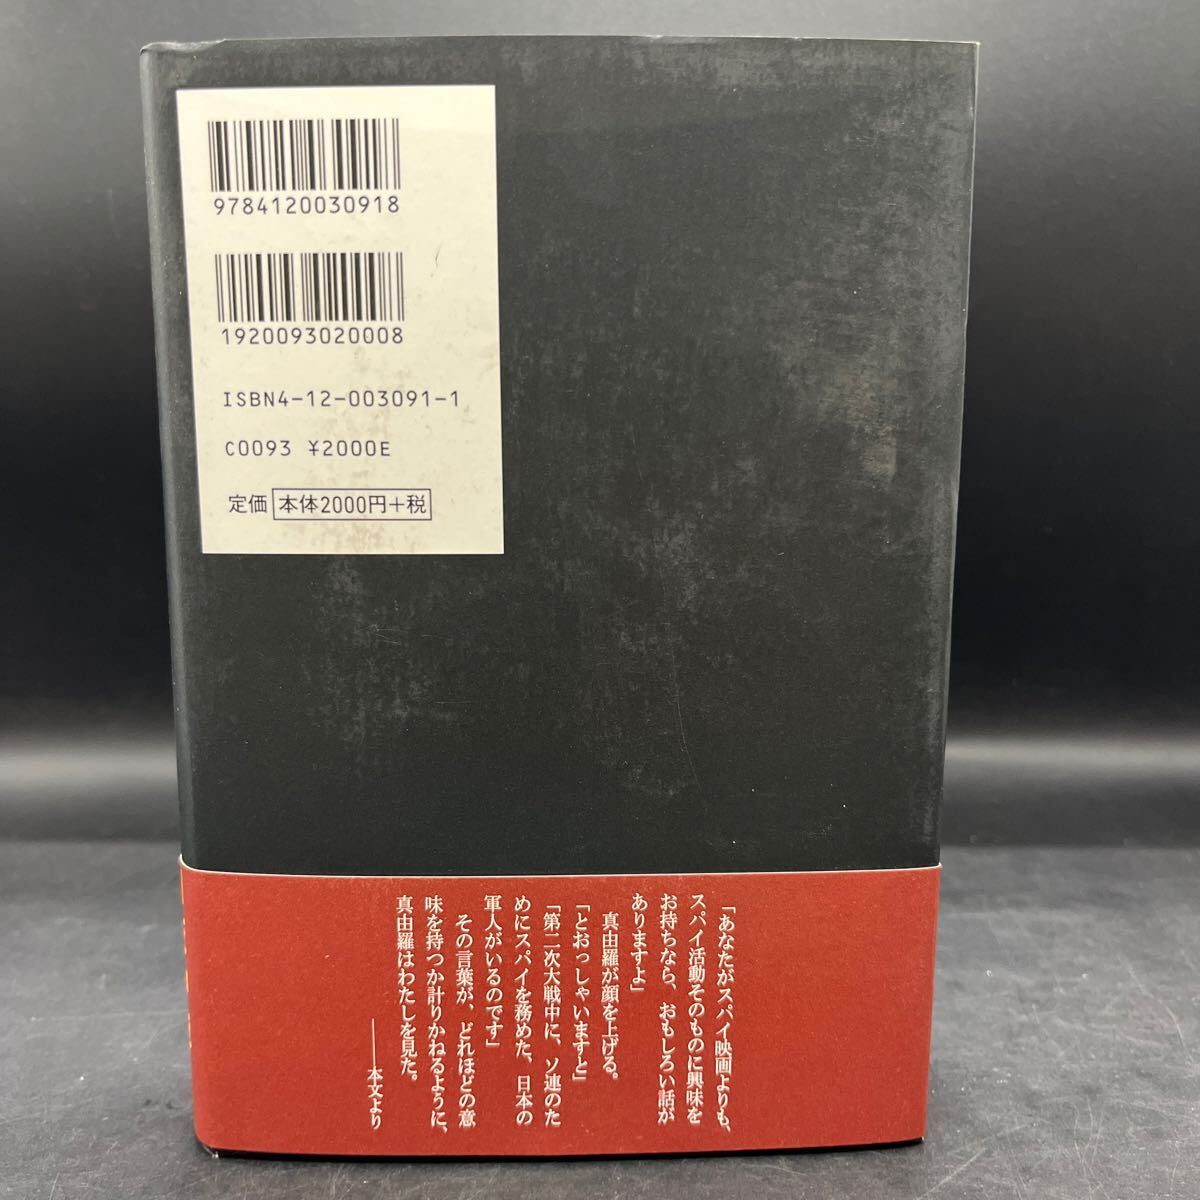 9784120030918
1920093020008
ISBN4-12-003091-1
C0093 ¥2000E
定価 本体2000円+税
「あなたがスパイ映画よりも、
スパイ活動そのものに興味を
お持ちなら、おもしろい話が
ありますよ」
真由羅が顔を上げる。
「とおっしゃいますと」
「第二次大戦中に、ソ連のた
めにスパイを務めた、日本の
軍人がいるのです」
その言葉が、どれほどの意
味を持つか計りかねるように、
真由羅はわたしを見た。
――本文より